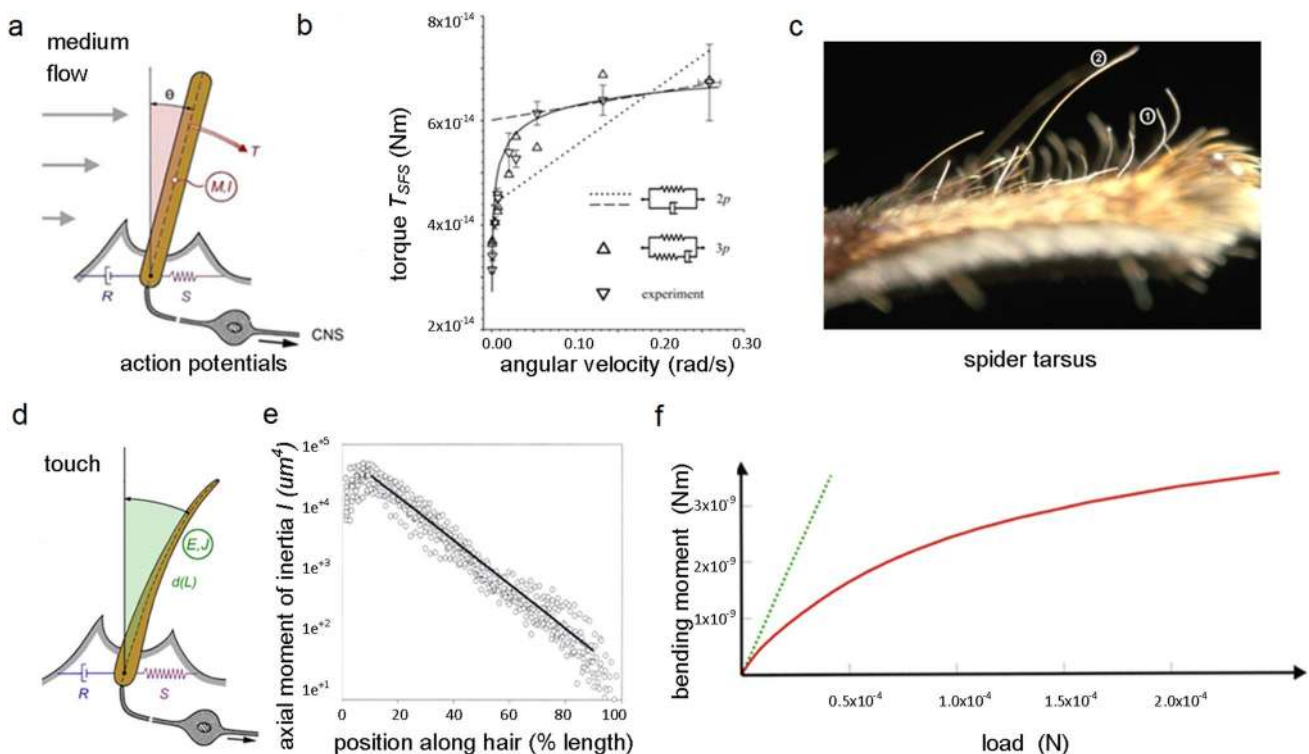 a
medium
flow
θ
T
M,I
R
S
CNS
action potentials
b
torque T_SFS (Nm)
8x10^-14
6x10^-14
4x10^-14
2x10^-14
0.00
0.10
0.20
0.30
angular velocity (rad/s)
2p
3p
experiment
c
2
1
spider tarsus
d
touch
E,J
d(L)
R
S
e
axial moment of inertia I (um^4)
1e^+5
1e^+4
1e^+3
1e^+2
1e^+1
0
20
40
60
80
100
position along hair (% length)
f
bending moment (Nm)
3x10^-9
2x10^-9
1x10^-9
0.5x10^-4
1.0x10^-4
1.5x10^-4
2.0x10^-4
load (N)